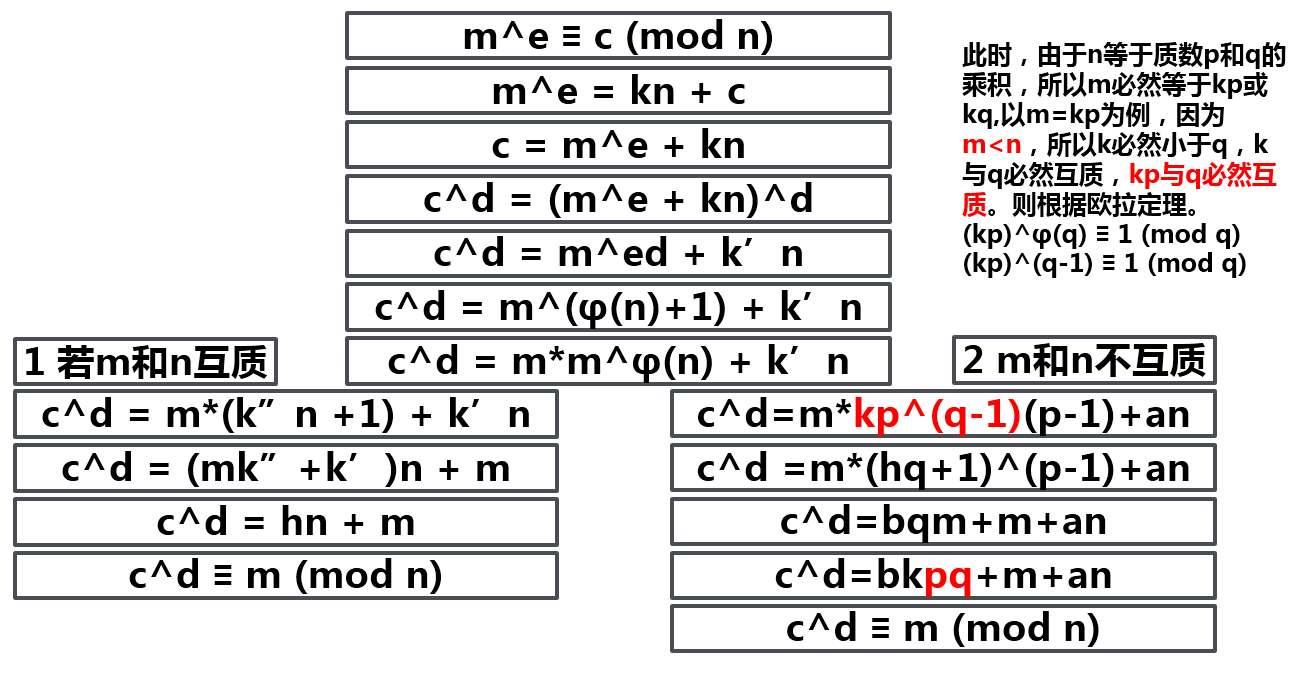 m^e ≡ c (mod n)
m^e = kn + c
c = m^e + kn
c^d = (m^e + kn)^d
c^d = m^ed + k′ n
c^d = m^(φ(n)+1) + k′ n
c^d = m*m^φ(n) + k′ n
此时，由于n等于质数p和q的
乘积，所以m必然等于kp或
kq,以m=kp为例，因为
m<n，所以k必然小于q，k
与q必然互质，kp与q必然互
质。则根据欧拉定理。
(kp)^φ(q) ≡ 1 (mod q)
(kp)^(q-1) ≡ 1 (mod q)
1 若m和n互质
c^d = m*(k″ n +1) + k′ n
c^d = (mk″ +k′ )n + m
c^d = hn + m
c^d ≡ m (mod n)
2 m和n不互质
c^d=m*kp^(q-1)(p-1)+an
c^d =m*(hq+1)^(p-1)+an
c^d=bqm+m+an
c^d=bkpq+m+an
c^d ≡ m (mod n)